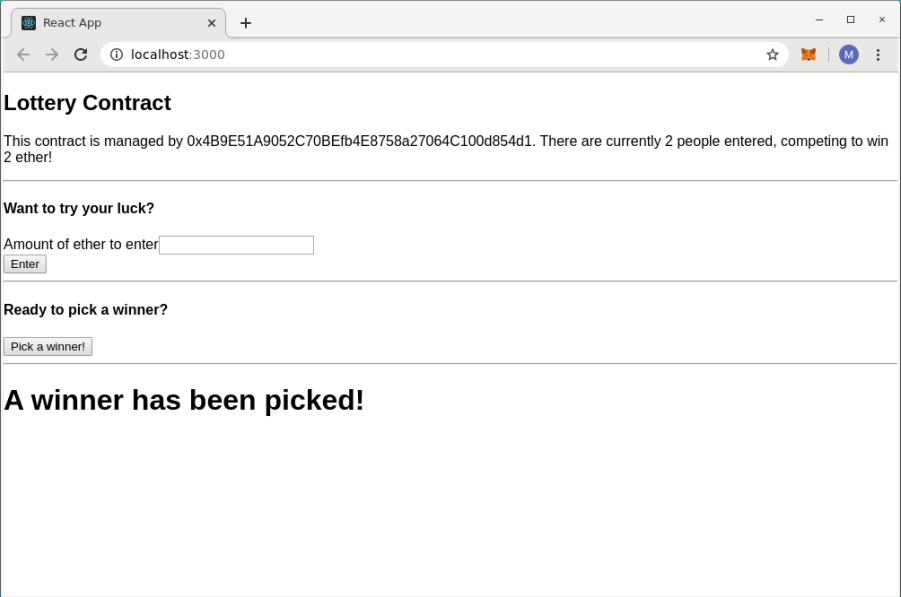 React App
localhost:3000
M
Lottery Contract
This contract is managed by 0x4B9E51A9052C70BEfb4E8758a27064C100d854d1. There are currently 2 people entered, competing to win
2 ether!
Want to try your luck?
Amount of ether to enter
Enter
Ready to pick a winner?
Pick a winner!
A winner has been picked!